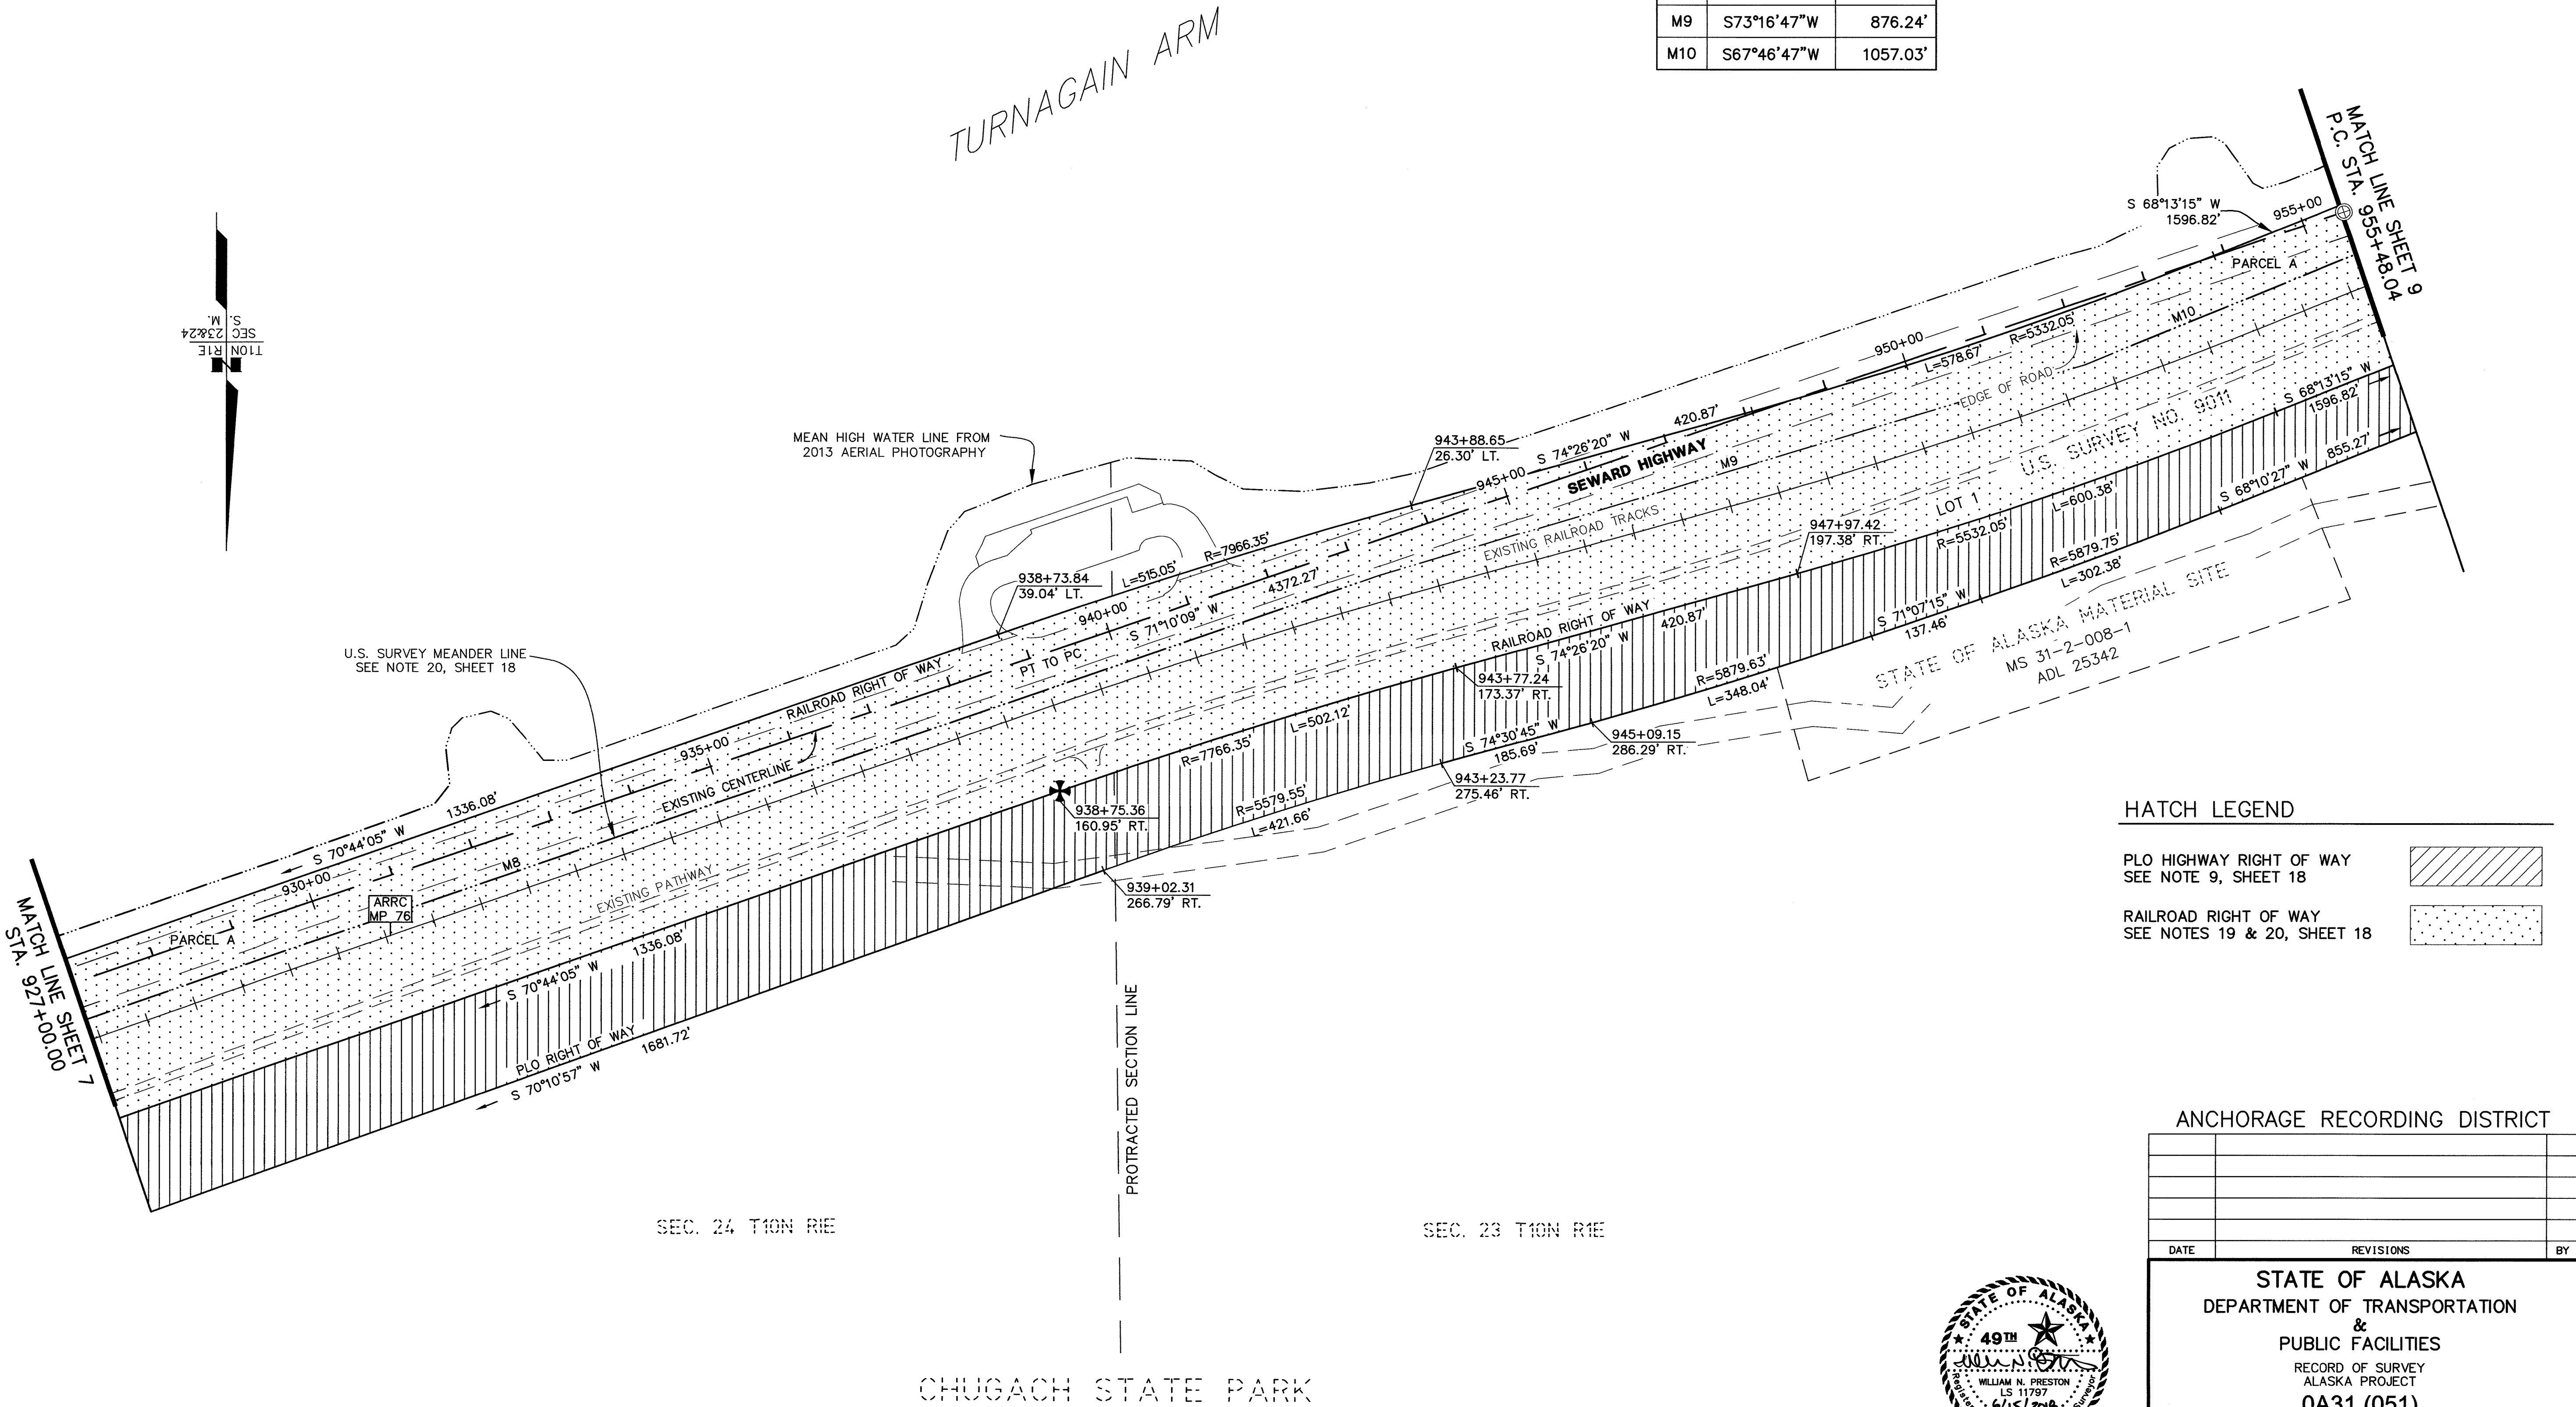 M9 S73°16'47"W 876.24'
M10 S67°46'47"W 1057.03'
TURNAGAIN ARM
MATCH LINE SHEET 9
P.C. STA. 955+48.04
T10N R1E
SEC 23&24
S. M.
N
S 68°13'15" W
1596.82'
955+00
PARCEL A
M10
950+00
L=578.67'
R=5332.05'
EDGE OF ROAD
U.S. SURVEY NO. 9011
LOT 1
S 68°13'15" W
1596.82'
S 68°10'27" W 855.27'
MEAN HIGH WATER LINE FROM
2013 AERIAL PHOTOGRAPHY
943+88.65
26.30' LT.
945+00
S 74°26'20" W 420.87'
SEWARD HIGHWAY
M9
EXISTING RAILROAD TRACKS
947+97.42
197.38' RT.
R=5532.05'
L=600.38'
R=5879.75'
L=302.38'
S 71°07'15" W
137.46'
STATE OF ALASKA MATERIAL SITE
MS 31-2-008-1
ADL 25342
938+73.84
39.04' LT.
L=515.05'
R=7966.35'
940+00
S 71°10'09" W 4372.27'
PT TO PC
RAILROAD RIGHT OF WAY
RAILROAD RIGHT OF WAY
S 74°26'20" W 420.87'
943+77.24
173.37' RT.
R=5879.63'
L=348.04'
S 74°30'45" W
185.69'
945+09.15
286.29' RT.
943+23.77
275.46' RT.
U.S. SURVEY MEANDER LINE
SEE NOTE 20, SHEET 18
935+00
EXISTING CENTERLINE
R=7766.35'
L=502.12'
R=5579.55'
L=421.66'
938+75.36
160.95' RT.
939+02.31
266.79' RT.
S 70°44'05" W 1336.08'
930+00
M8
ARRC
MP 76
PARCEL A
EXISTING PATHWAY
S 70°44'05" W 1336.08'
PLO RIGHT OF WAY
S 70°10'57" W 1681.72'
MATCH LINE SHEET 7
STA. 927+00.00
PROTRACTED SECTION LINE
SEC. 24 T10N R1E
SEC. 23 T10N R1E
CHUGACH STATE PARK
HATCH LEGEND
PLO HIGHWAY RIGHT OF WAY
SEE NOTE 9, SHEET 18
RAILROAD RIGHT OF WAY
SEE NOTES 19 & 20, SHEET 18
ANCHORAGE RECORDING DISTRICT
DATE REVISIONS BY
STATE OF ALASKA
DEPARTMENT OF TRANSPORTATION
&
PUBLIC FACILITIES
RECORD OF SURVEY
ALASKA PROJECT
0A31 (051)
STATE OF ALASKA
49TH
WILLIAM N. PRESTON
LS 11797